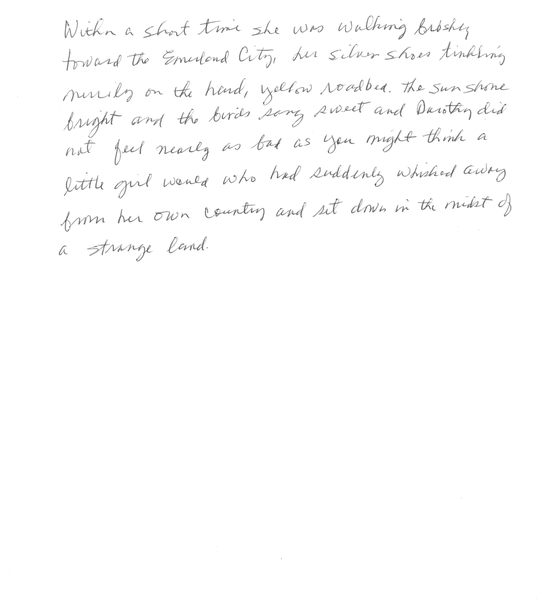 Within a short time she was walking briskly
toward the Emerland City, her silver shoes tinkling
merrily on the hard, yellow roadbed. The sun shone
bright and the birds sang sweet and Dorothy did
not feel nearly as bad as you might think a
little girl would who had suddenly whisked away
from her own country and set down in the midst of
a strange land.